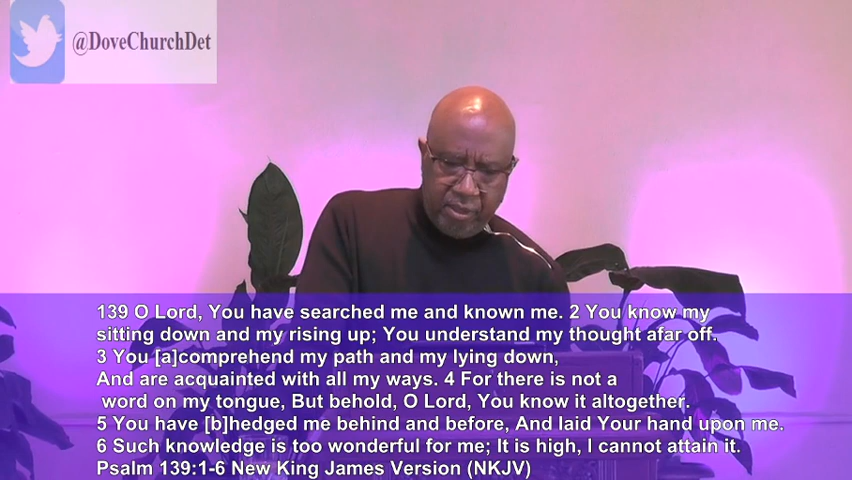 @DoveChurchDet
139 O Lord, You have searched me and known me. 2 You know my
sitting down and my rising up; You understand my thought afar off.
3 You [a]comprehend my path and my lying down,
And are acquainted with all my ways. 4 For there is not a
word on my tongue, But behold, O Lord, You know it altogether.
5 You have [b]hedged me behind and before, And laid Your hand upon me.
6 Such knowledge is too wonderful for me; It is high, I cannot attain it.
Psalm 139:1-6 New King James Version (NKJV)